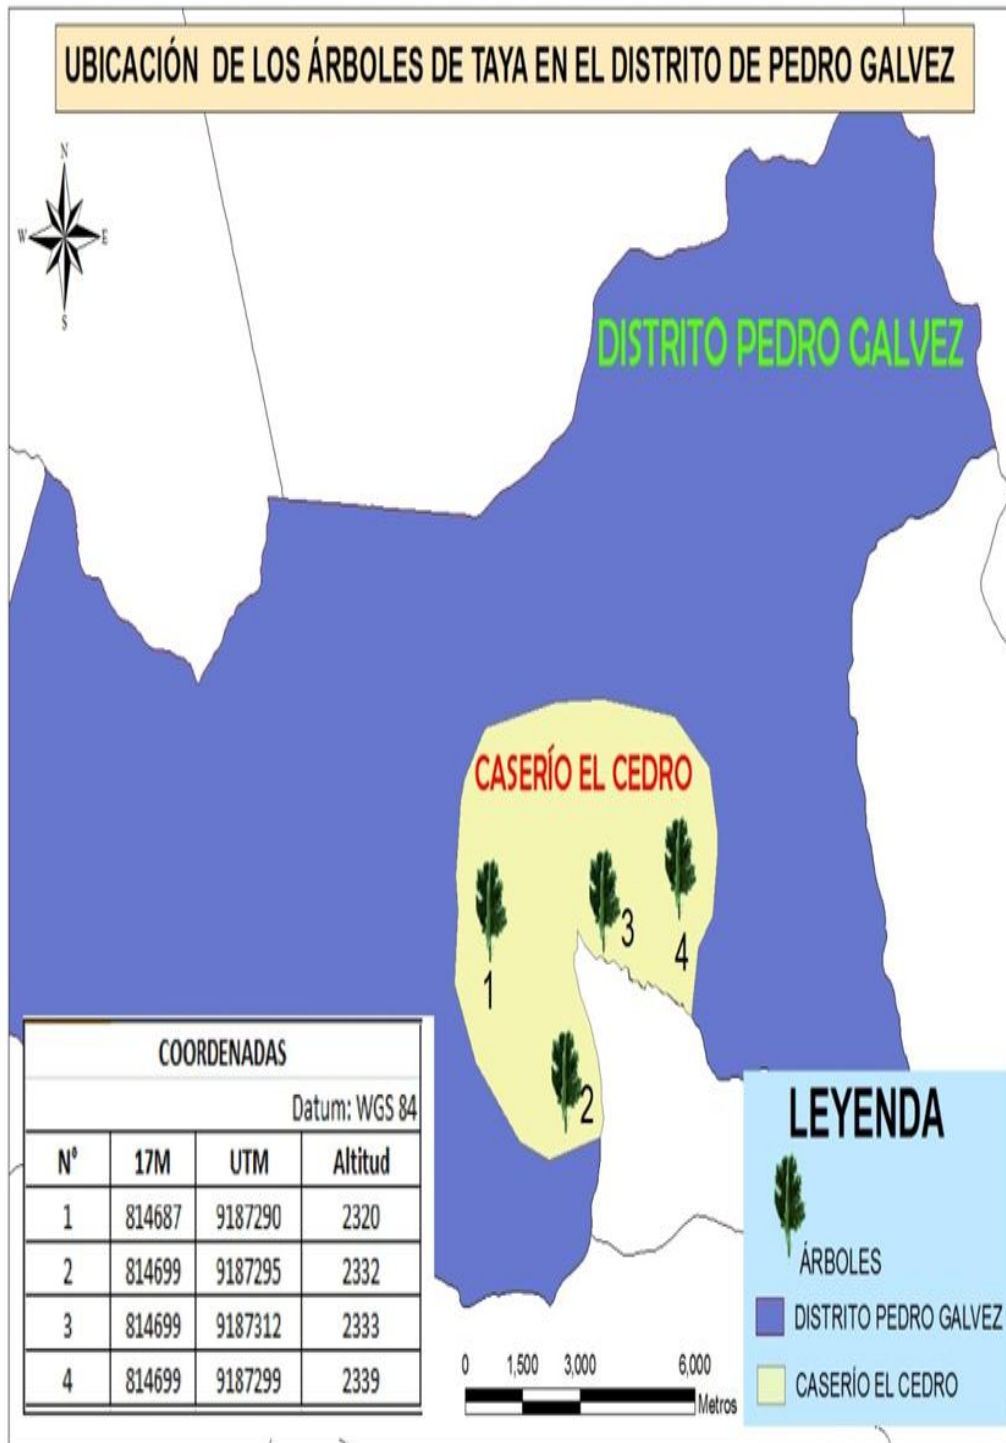 UBICACIÓN DE LOS ÁRBOLES DE TAYA EN EL DISTRITO DE PEDRO GALVEZ
N
W E
S
DISTRITO PEDRO GALVEZ
CASERÍO EL CEDRO
1
2
3
4
COORDENADAS
Datum: WGS 84
N° 17M UTM Altitud
1 814687 9187290 2320
2 814699 9187295 2332
3 814699 9187312 2333
4 814699 9187299 2339
0 1,500 3,000 6,000
Metros
LEYENDA
ÁRBOLES
DISTRITO PEDRO GALVEZ
CASERÍO EL CEDRO